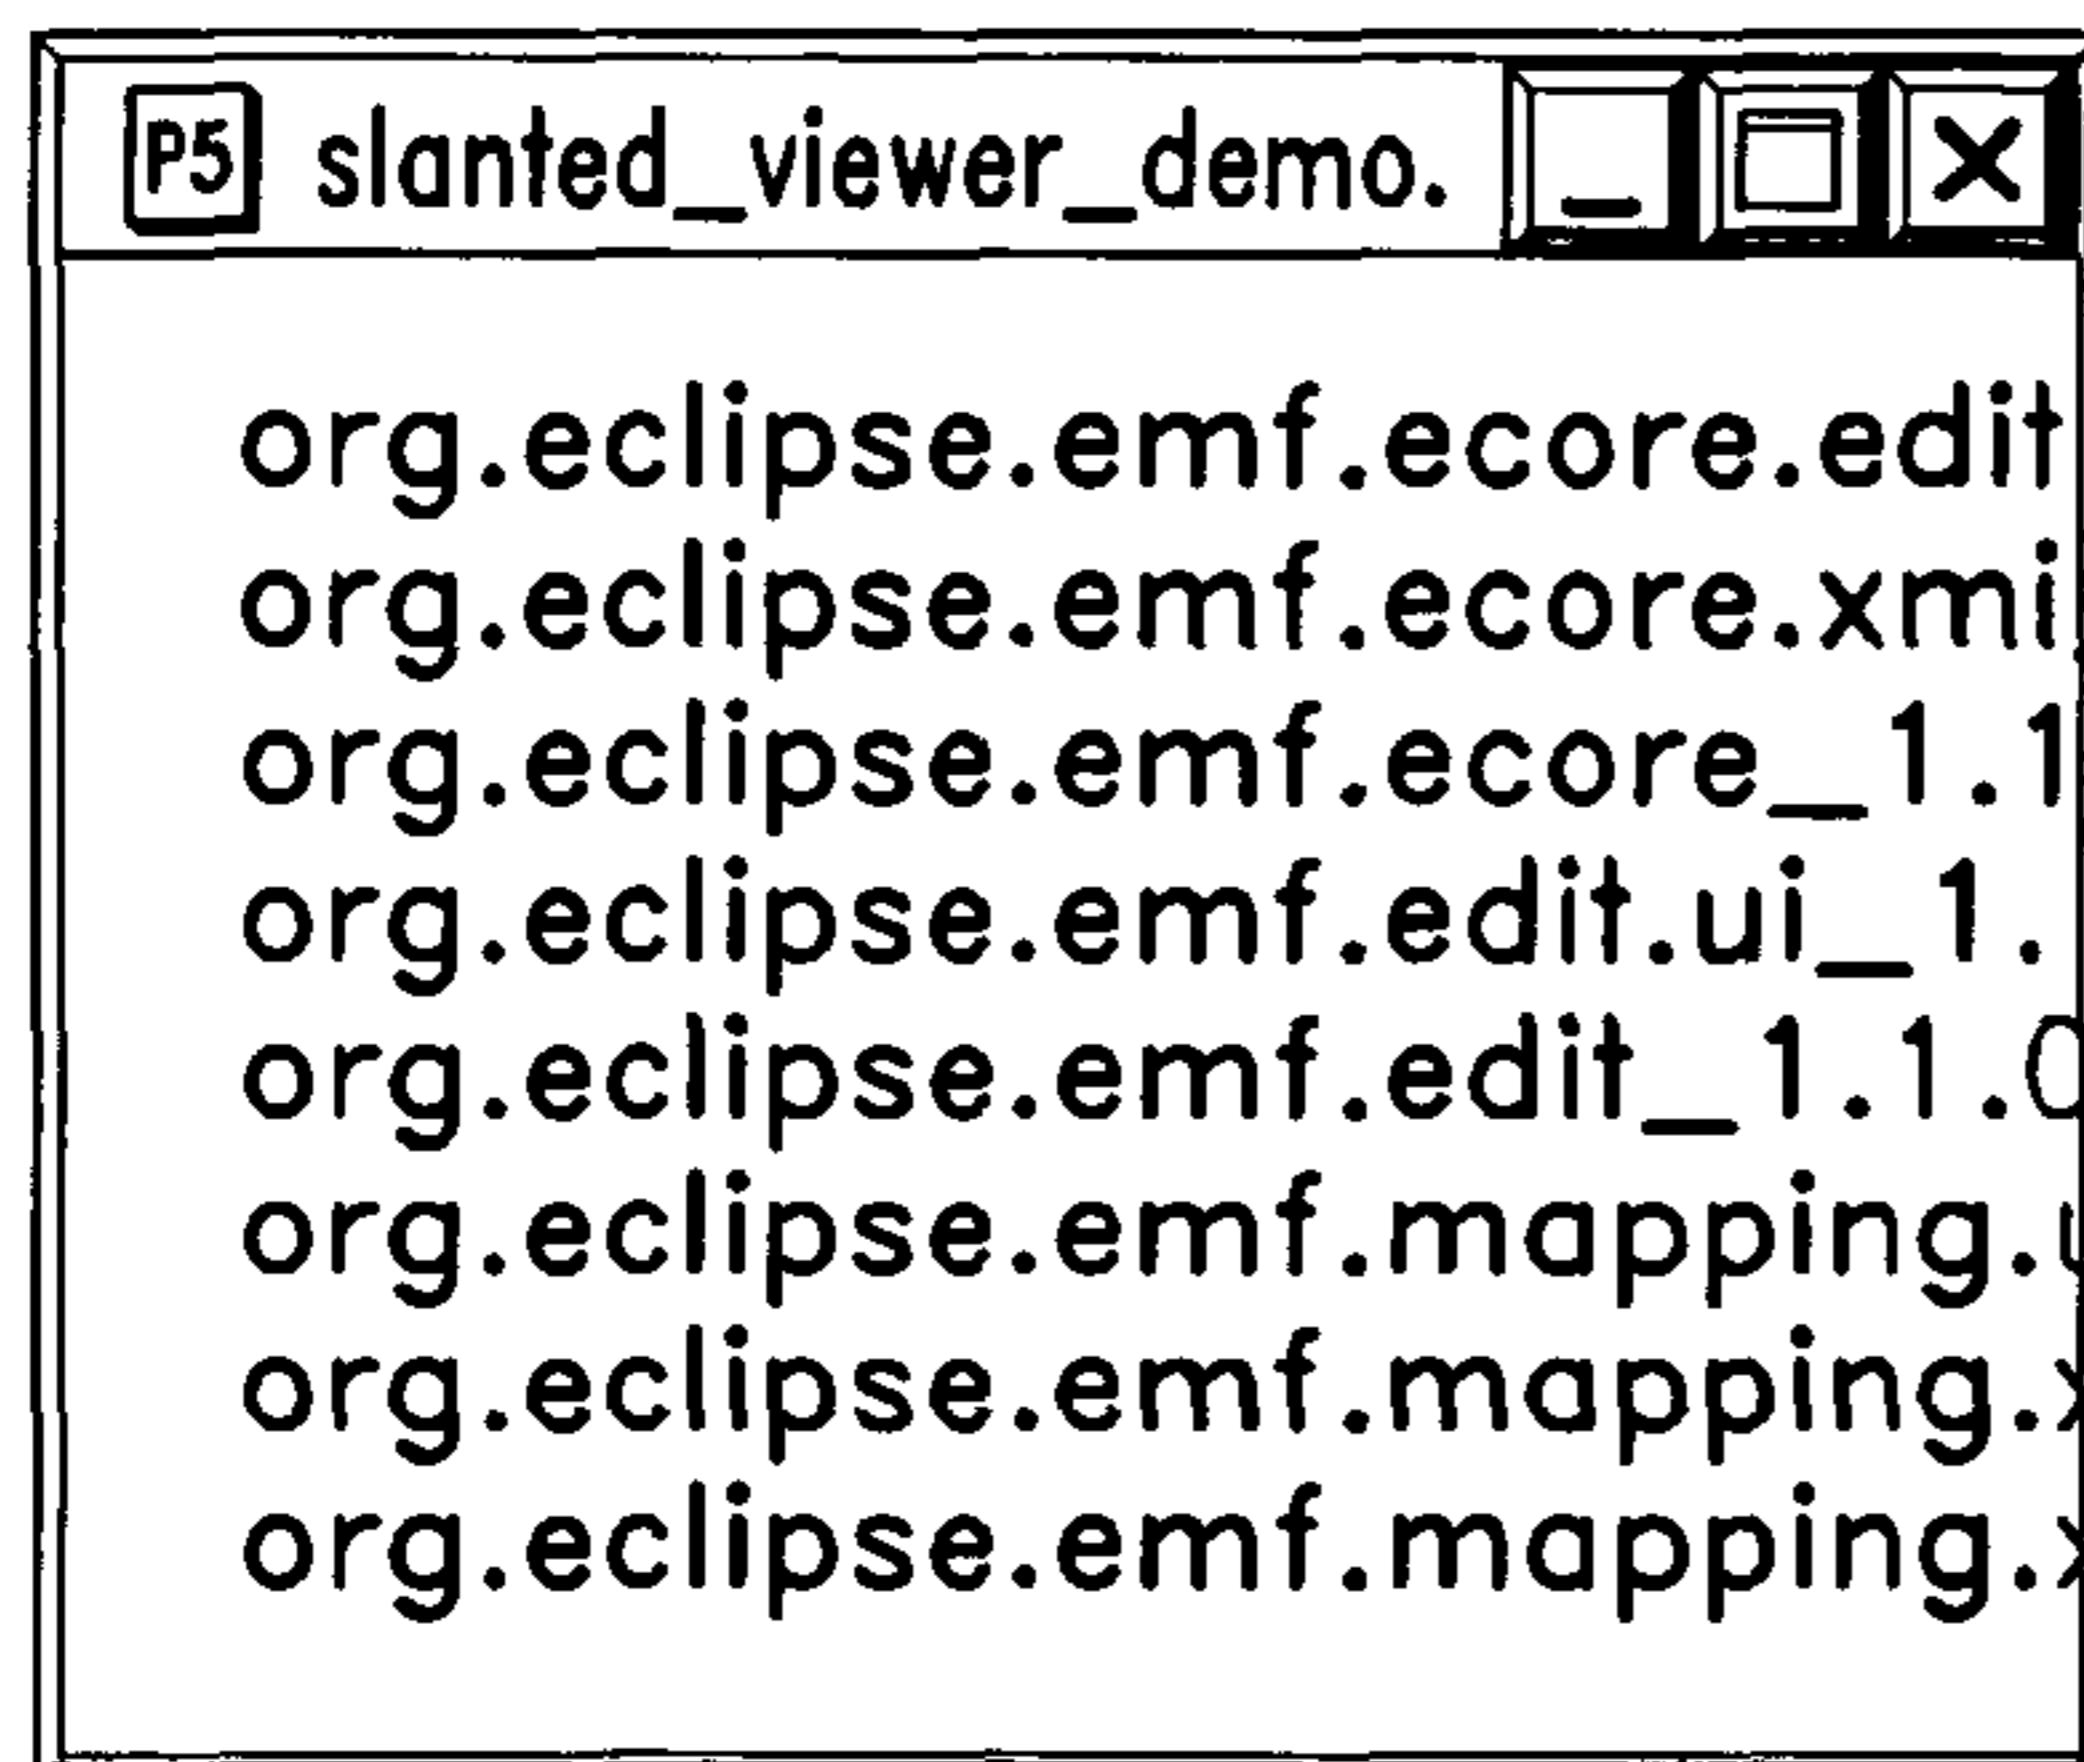 P5 slanted_viewer_demo.
org.eclipse.emf.ecore.edit
org.eclipse.emf.ecore.xmi
org.eclipse.emf.ecore_1.1
org.eclipse.emf.edit.ui_1.
org.eclipse.emf.edit_1.1.0
org.eclipse.emf.mapping.
org.eclipse.emf.mapping.x
org.eclipse.emf.mapping.x